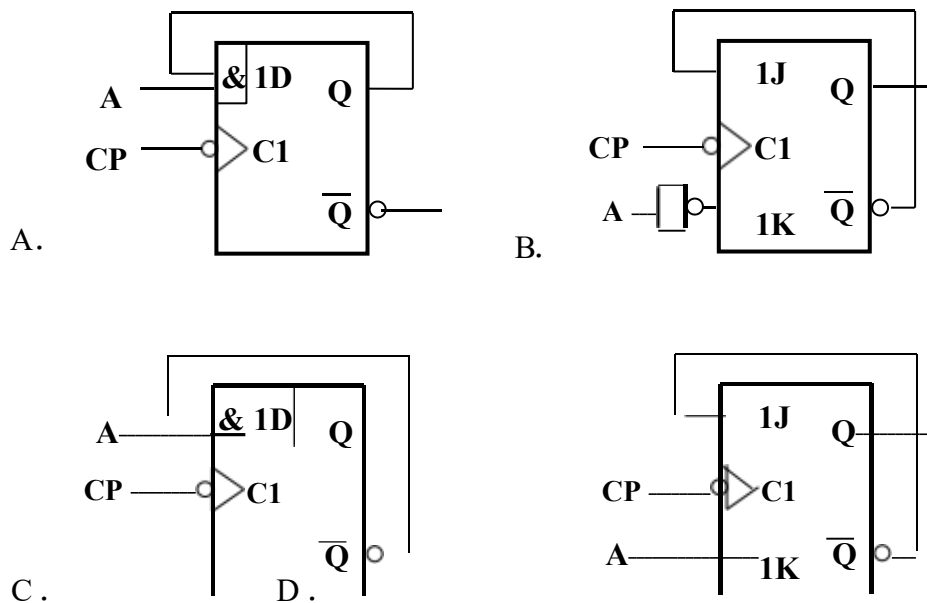 & 1D Q
A
CP C1
Q
A.
1J Q
CP C1
A 1K Q
B.
& 1D Q
A
CP C1
Q
C. D.
1J Q
CP C1
A 1K Q